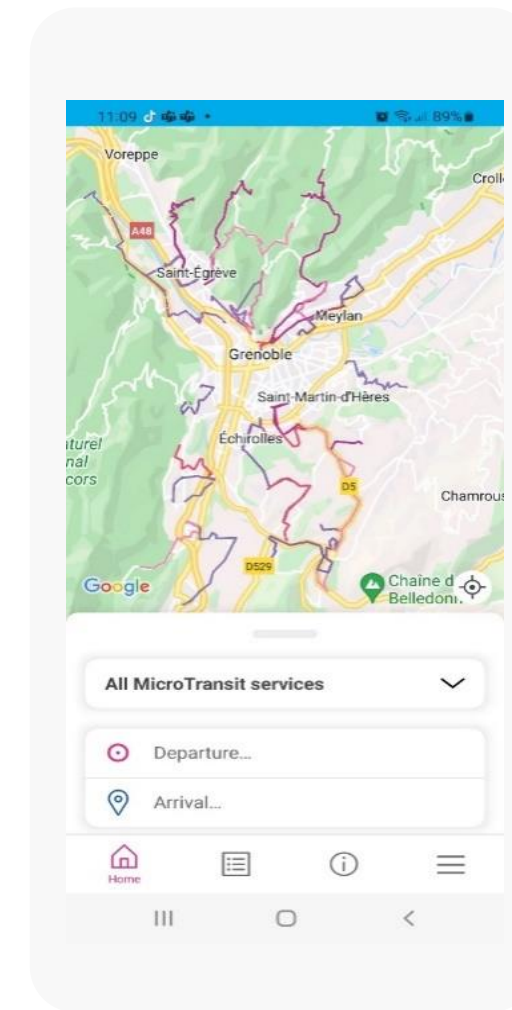 11:09
89%
Voreppe
Croll
A48
Saint-Égrève
Meylan
Grenoble
Saint-Martin-d'Hères
Échirolles
turel
nal
cors
D5
Chamrous
D529
Google
Chaîne d
Belledon
All MicroTransit services
Departure...
Arrival...
Home